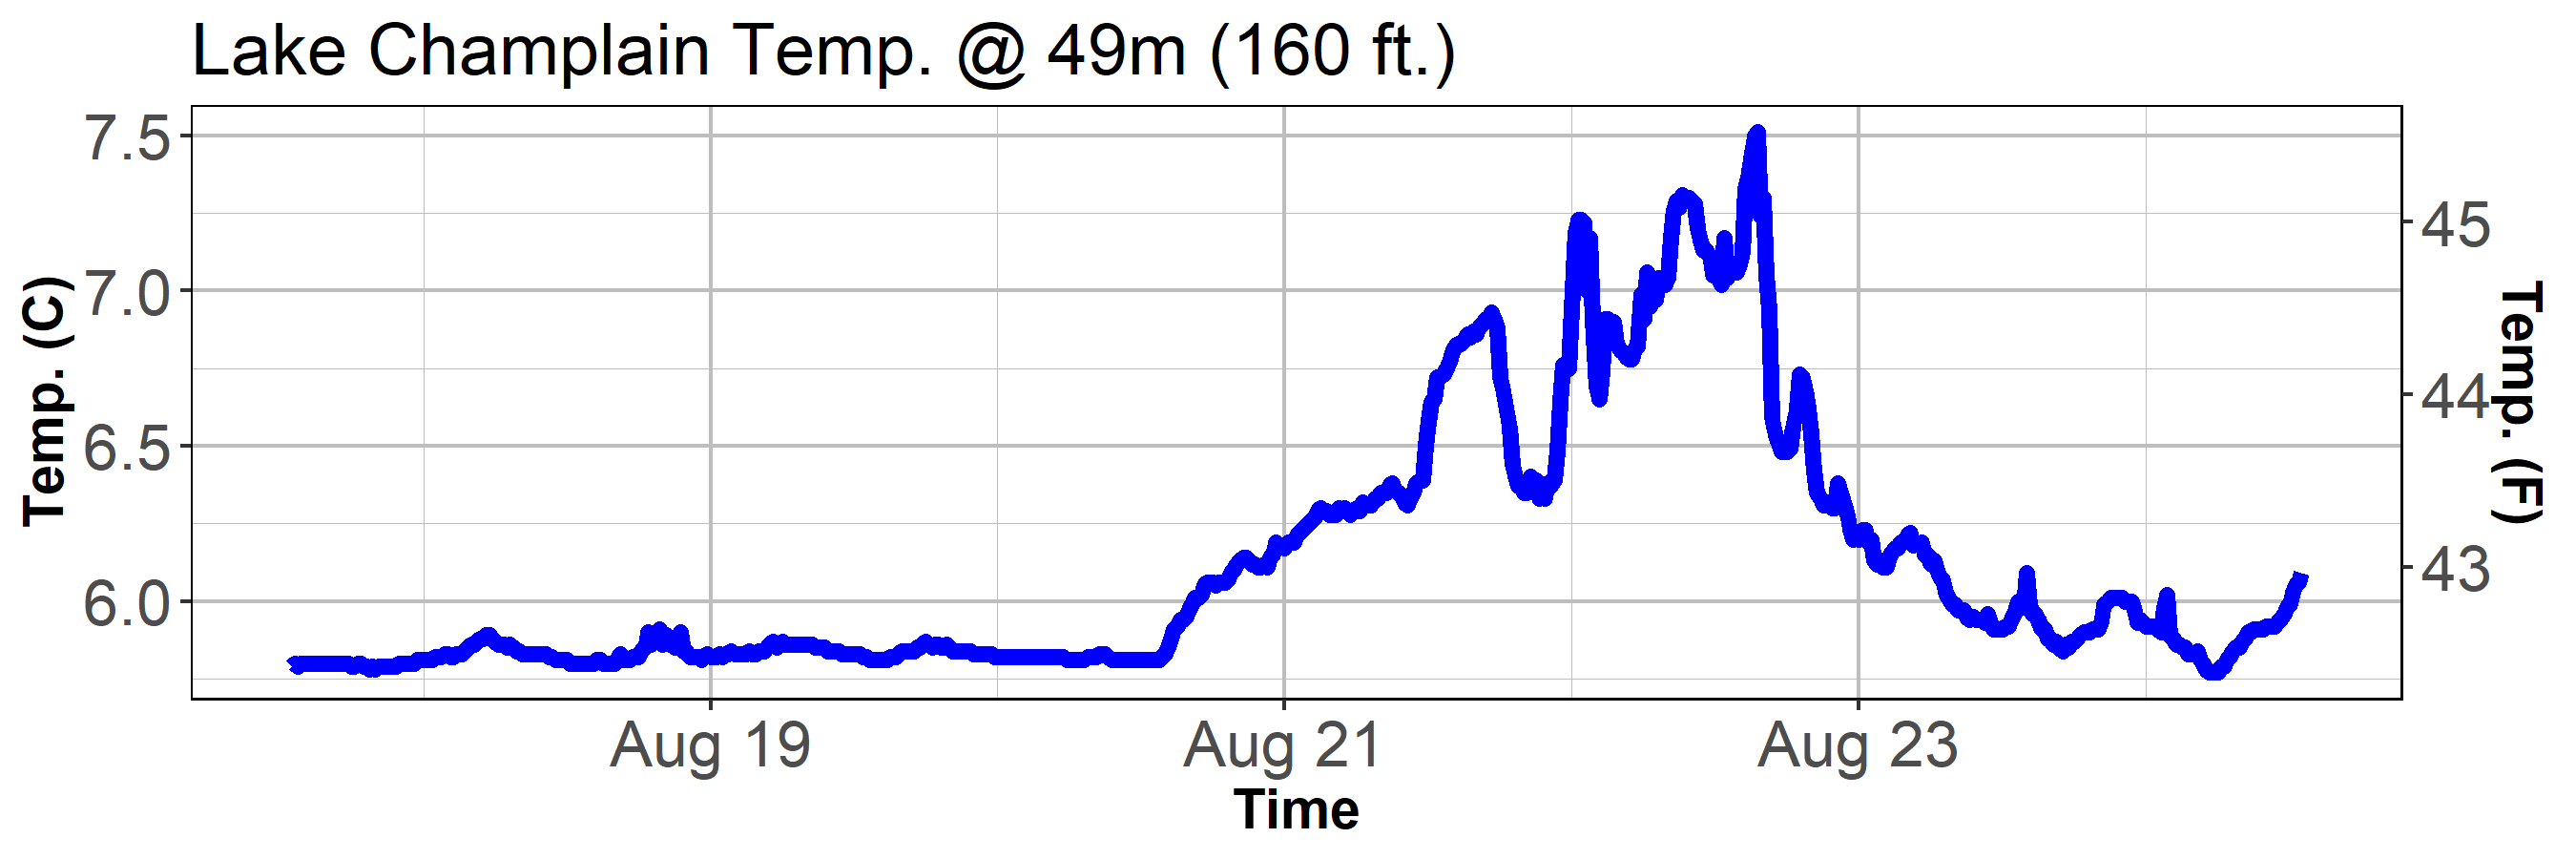 Lake Champlain Temp. @ 49m (160 ft.)
7.5
7.0
6.5
6.0
Temp. (C)
45
44
43
Temp. (F)
Aug 19
Aug 21
Aug 23
Time